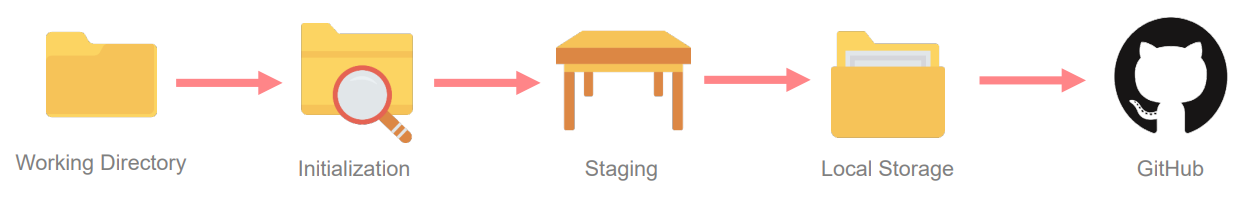 Working Directory
Initialization
Staging
Local Storage
GitHub